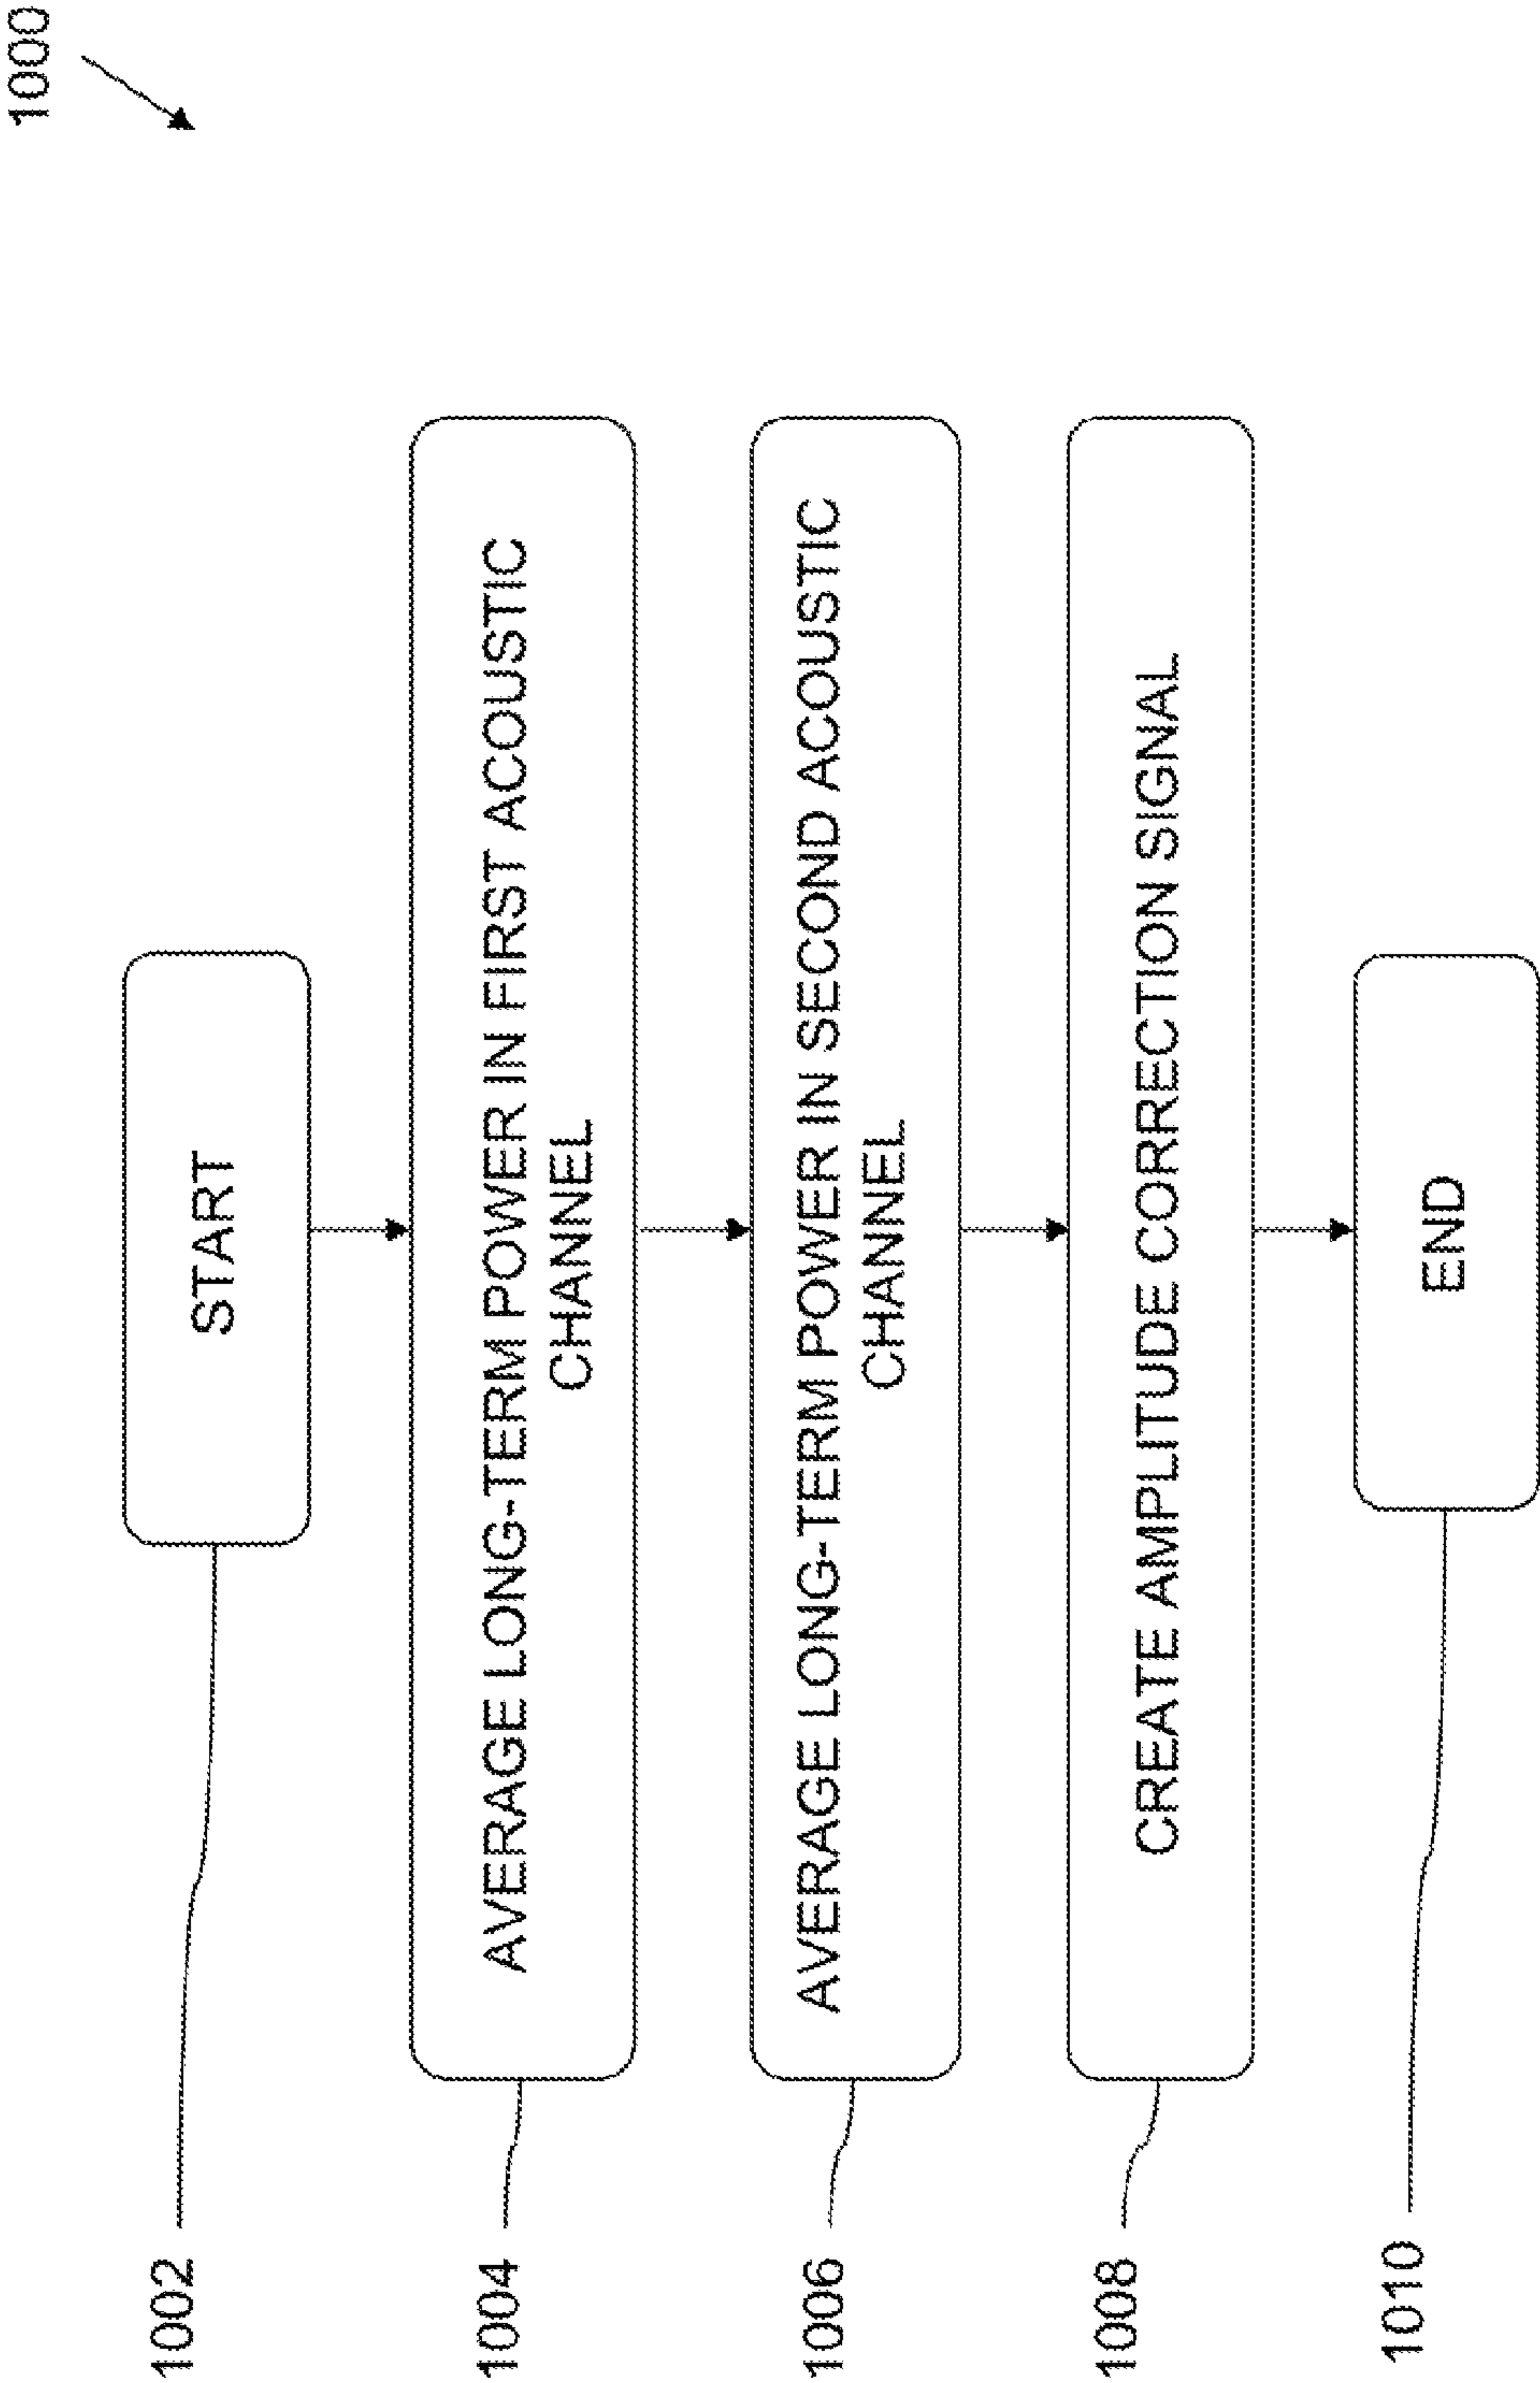 1000
1002
START
1004
AVERAGE LONG-TERM POWER IN FIRST ACOUSTIC
CHANNEL
1006
AVERAGE LONG-TERM POWER IN SECOND ACOUSTIC
CHANNEL
1008
CREATE AMPLITUDE CORRECTION SIGNAL
1010
END